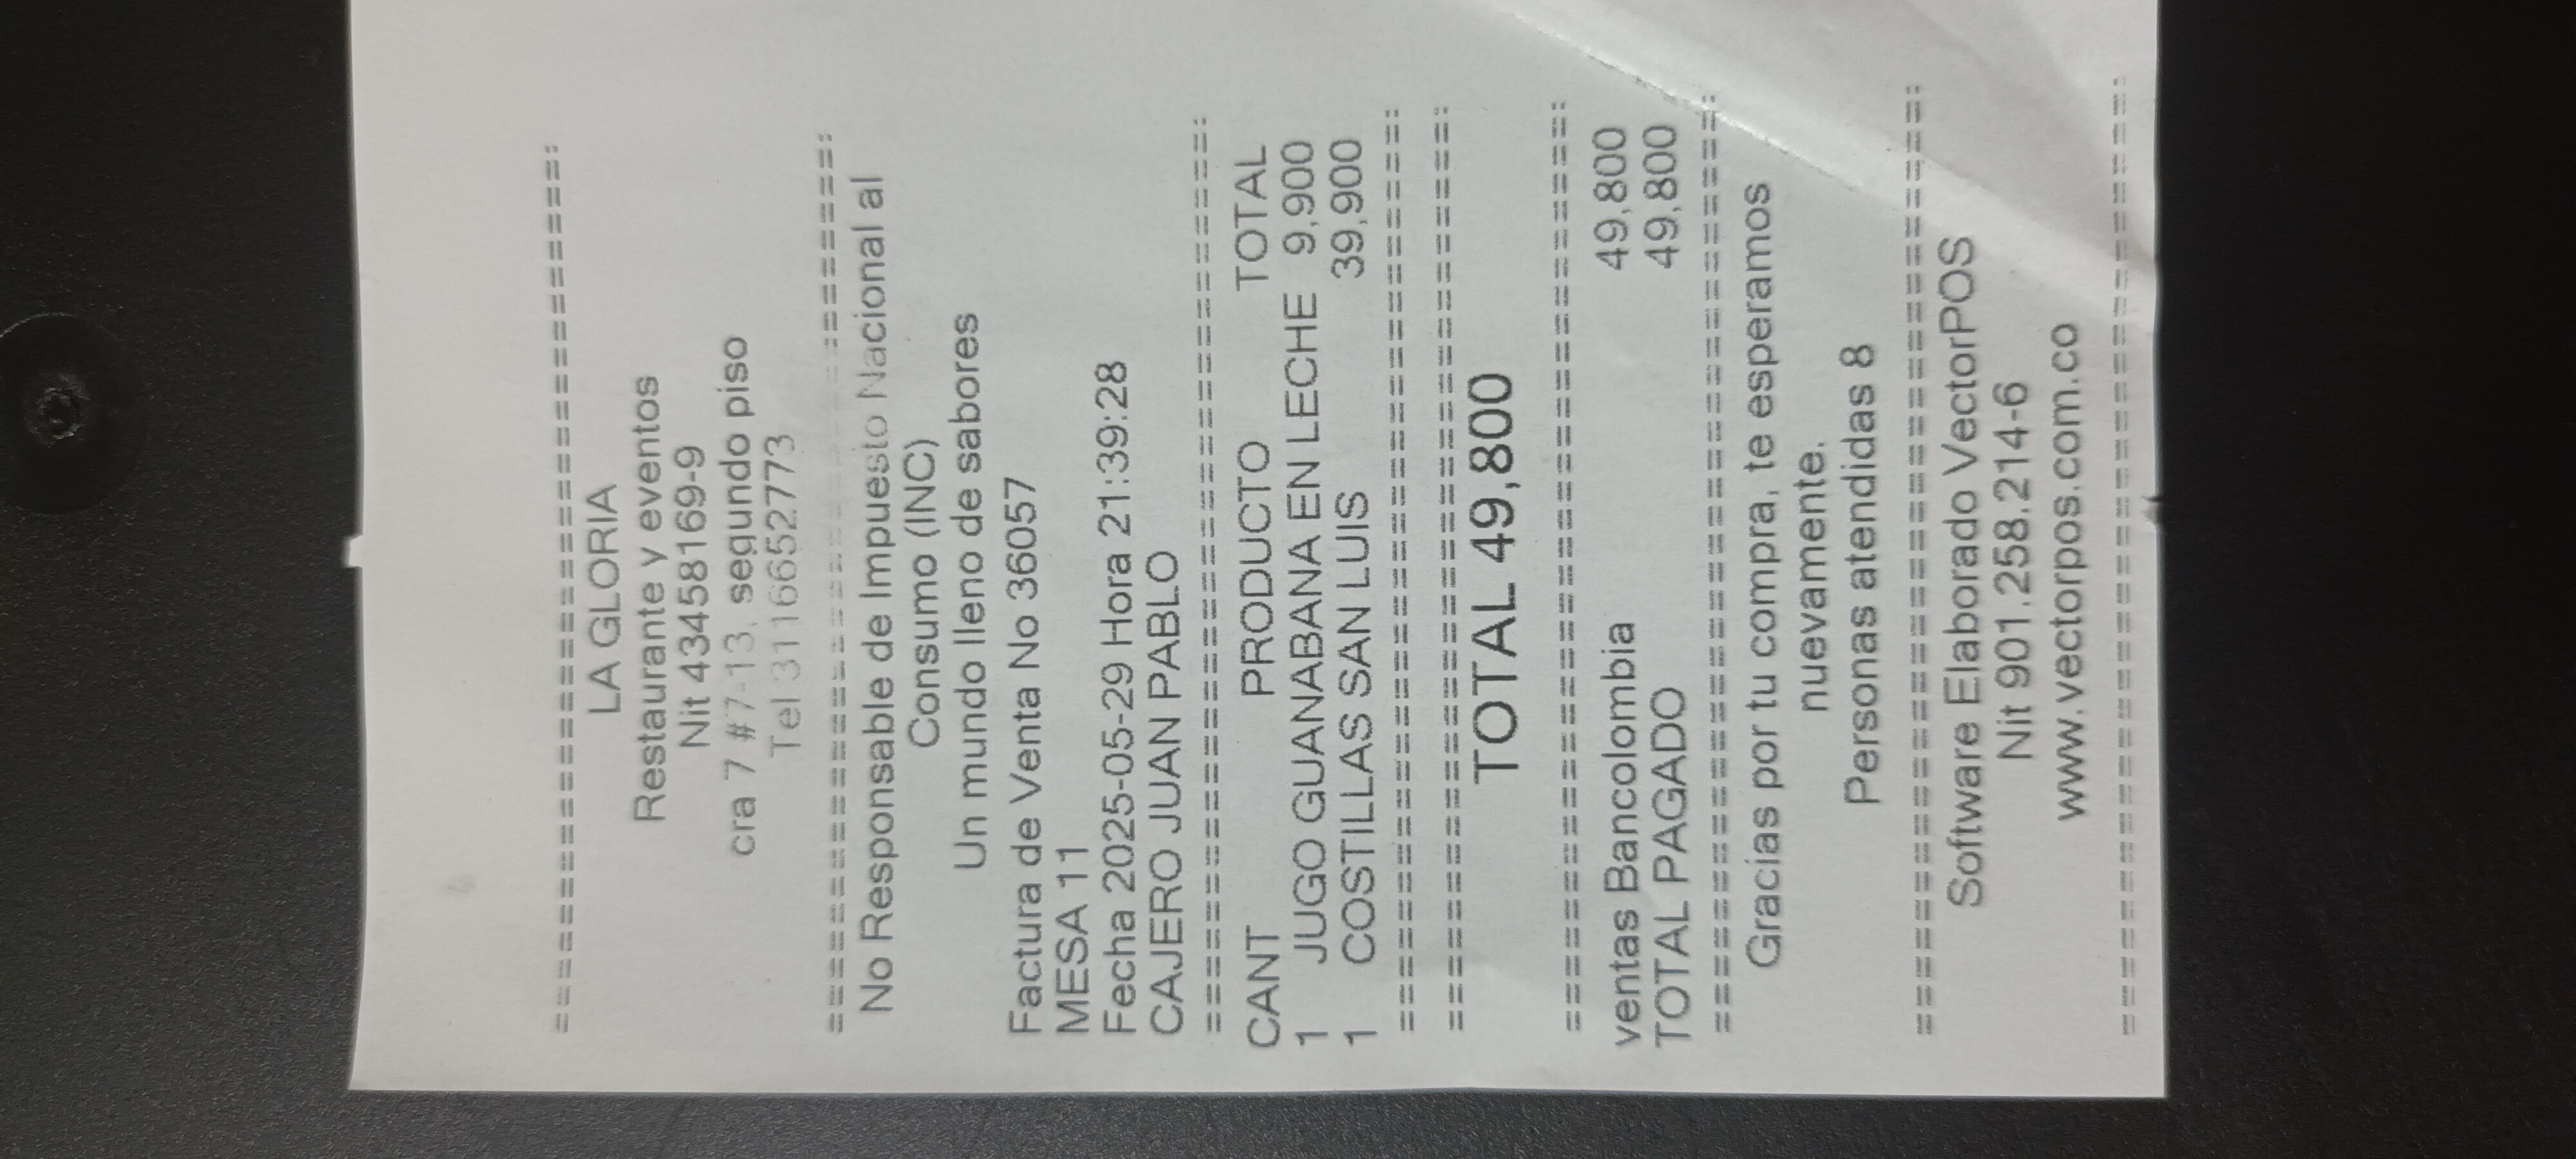 ==========================================
LA GLORIA
Restaurante y eventos
Nit 43458169-9
cra 7 #7-13, segundo piso
Tel 3116652773
==========================================
No Responsable de Impuesto Nacional al
Consumo (INC)
Un mundo lleno de sabores
Factura de Venta No 36057
MESA 11
Fecha 2025-05-29 Hora 21:39:28
CAJERO JUAN PABLO
==========================================
CANT PRODUCTO TOTAL
1 JUGO GUANABANA EN LECHE 9,900
1 COSTILLAS SAN LUIS 39,900
==========================================
==========================================
TOTAL 49,800
==========================================
ventas Bancolombia 49,800
TOTAL PAGADO 49,800
==========================================
Gracias por tu compra, te esperamos
nuevamente.
Personas atendidas 8
==========================================
Software Elaborado VectorPOS
Nit 901.258.214-6
www.vectorpos.com.co
==========================================